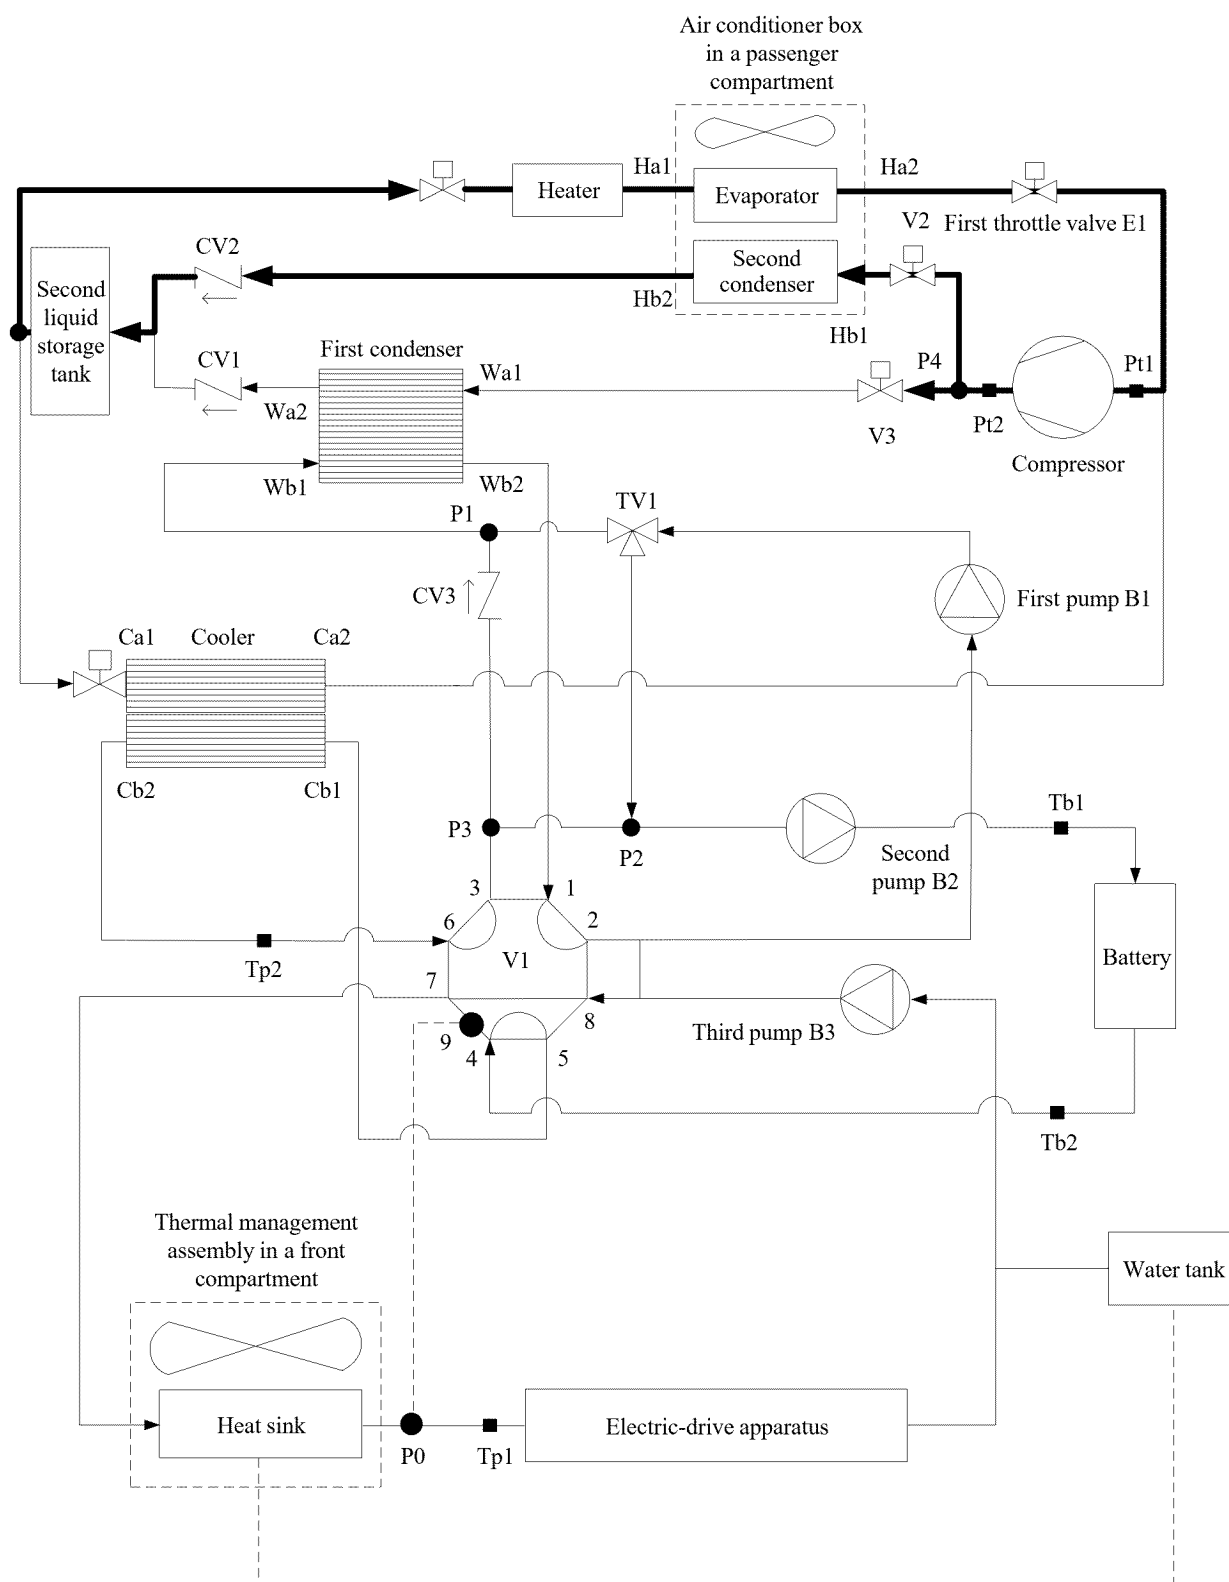 Air conditioner box
in a passenger
compartment
Ha1
Ha2
Heater
Evaporator
First throttle valve E1
V2
CV2
Second
condenser
Second
liquid
storage
tank
Hb2
Hb1
First condenser
CV1
Wa1
P4
Pt1
Wa2
Pt2
V3
Compressor
Wb1
Wb2
P1
TV1
CV3
First pump B1
Ca1
Cooler
Ca2
Cb2
Cb1
Tb1
P3
P2
Second
pump B2
3
1
6
2
V1
Battery
Tp2
7
8
Third pump B3
9
4
5
Tb2
Thermal management
assembly in a front
compartment
Water tank
Heat sink
Electric-drive apparatus
P0
Tp1